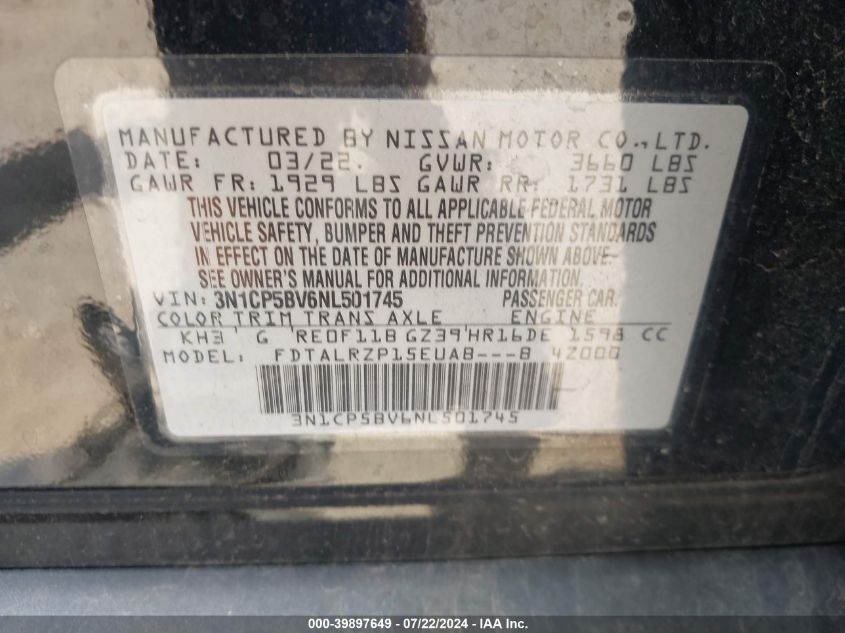 MANUFACTURED BY NISSAN MOTOR CO., LTD.
DATE: 03/22. GVWR: 3660 LBS
GAWR FR: 1929 LBS GAWR RR: 1731 LBS
THIS VEHICLE CONFORMS TO ALL APPLICABLE FEDERAL MOTOR
VEHICLE SAFETY, BUMPER AND THEFT PREVENTION STANDARDS
IN EFFECT ON THE DATE OF MANUFACTURE SHOWN ABOVE.
SEE OWNER'S MANUAL FOR ADDITIONAL INFORMATION.
VIN: 3N1CP5BV6NL501745 PASSENGER CAR
COLOR TRIM TRANS AXLE ENGINE
KH3 G RE0F11B GZ39 HR16DE 1598 CC
MODEL: FDTALRZP15EUA8---8 4Z000
3N1CP5BV6NL501745
000-39897649 - 07/22/2024 - IAA Inc.